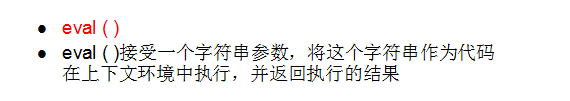 ● eval ( )
● eval ( )接受一个字符串参数，将这个字符串作为代码
在上下文环境中执行，并返回执行的结果